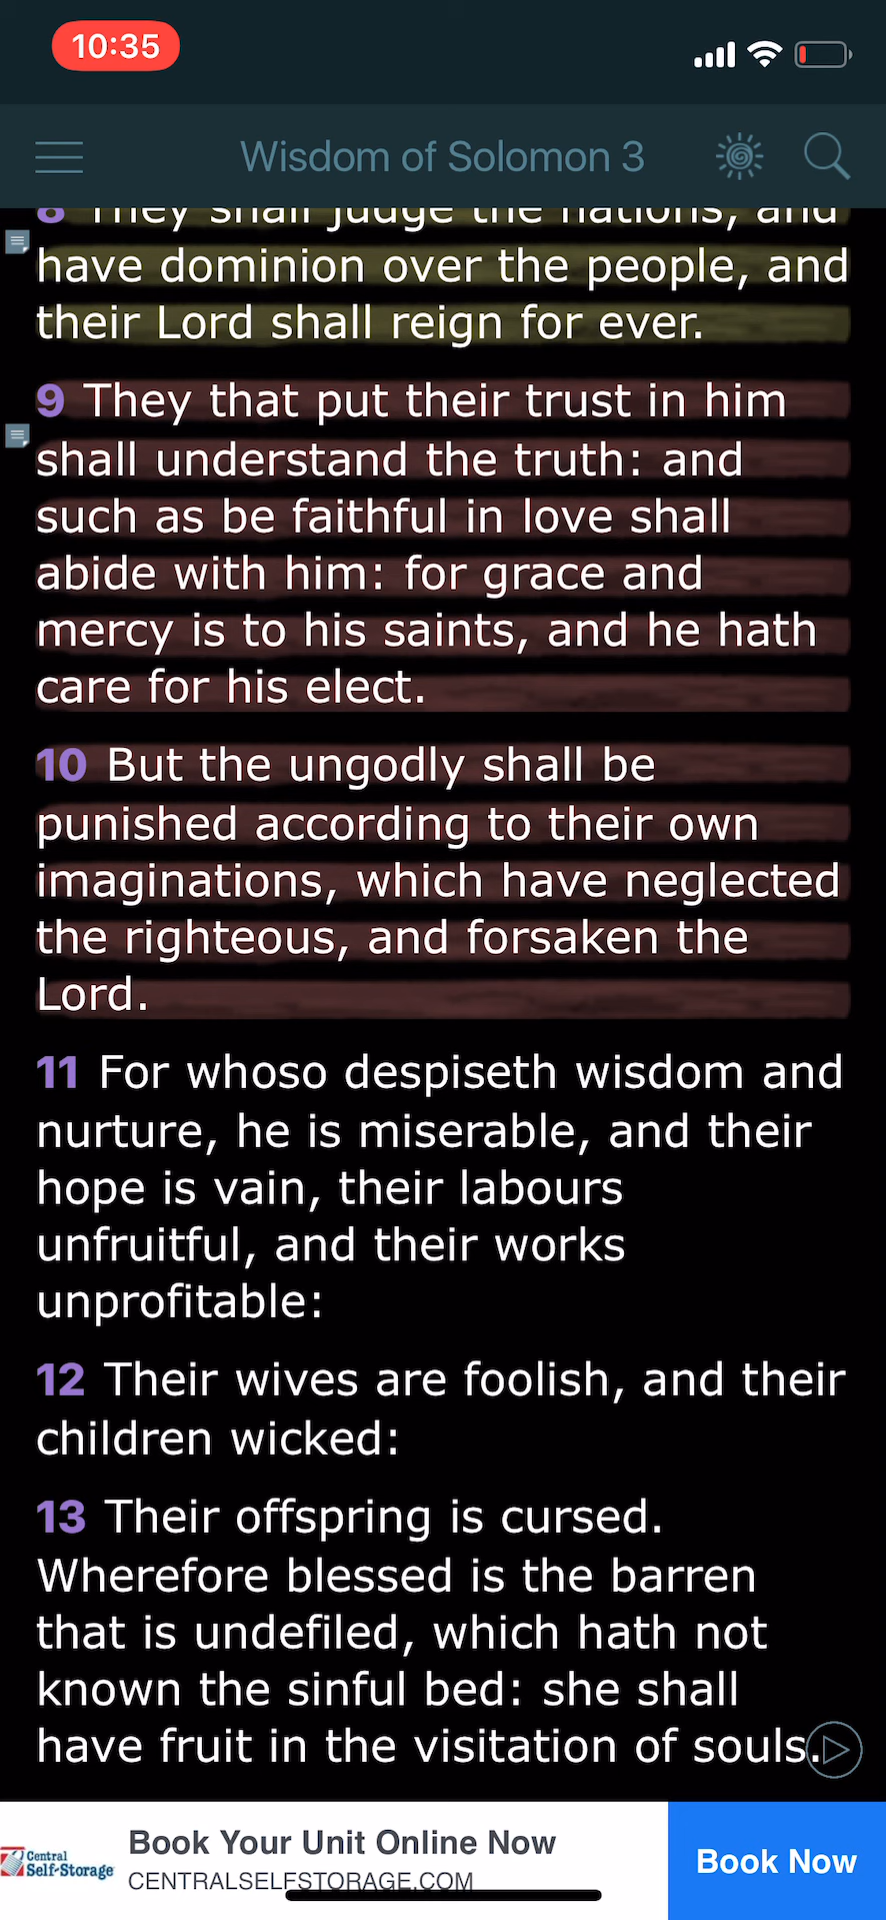 10:35
Wisdom of Solomon 3
8 They shall judge the nations, and
have dominion over the people, and
their Lord shall reign for ever.
9 They that put their trust in him
shall understand the truth: and
such as be faithful in love shall
abide with him: for grace and
mercy is to his saints, and he hath
care for his elect.
10 But the ungodly shall be
punished according to their own
imaginations, which have neglected
the righteous, and forsaken the
Lord.
11 For whoso despiseth wisdom and
nurture, he is miserable, and their
hope is vain, their labours
unfruitful, and their works
unprofitable:
12 Their wives are foolish, and their
children wicked:
13 Their offspring is cursed.
Wherefore blessed is the barren
that is undefiled, which hath not
known the sinful bed: she shall
have fruit in the visitation of souls.
Central
Self-Storage
Book Your Unit Online Now
CENTRALSELFSTORAGE.COM
Book Now